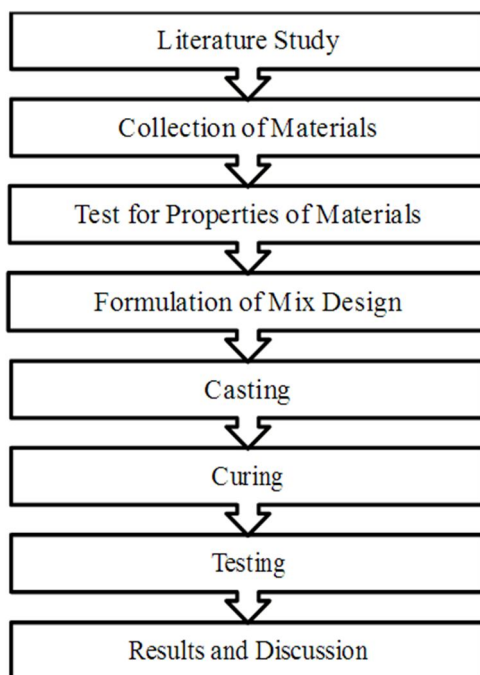 Literature Study
Collection of Materials
Test for Properties of Materials
Formulation of Mix Design
Casting
Curing
Testing
Results and Discussion